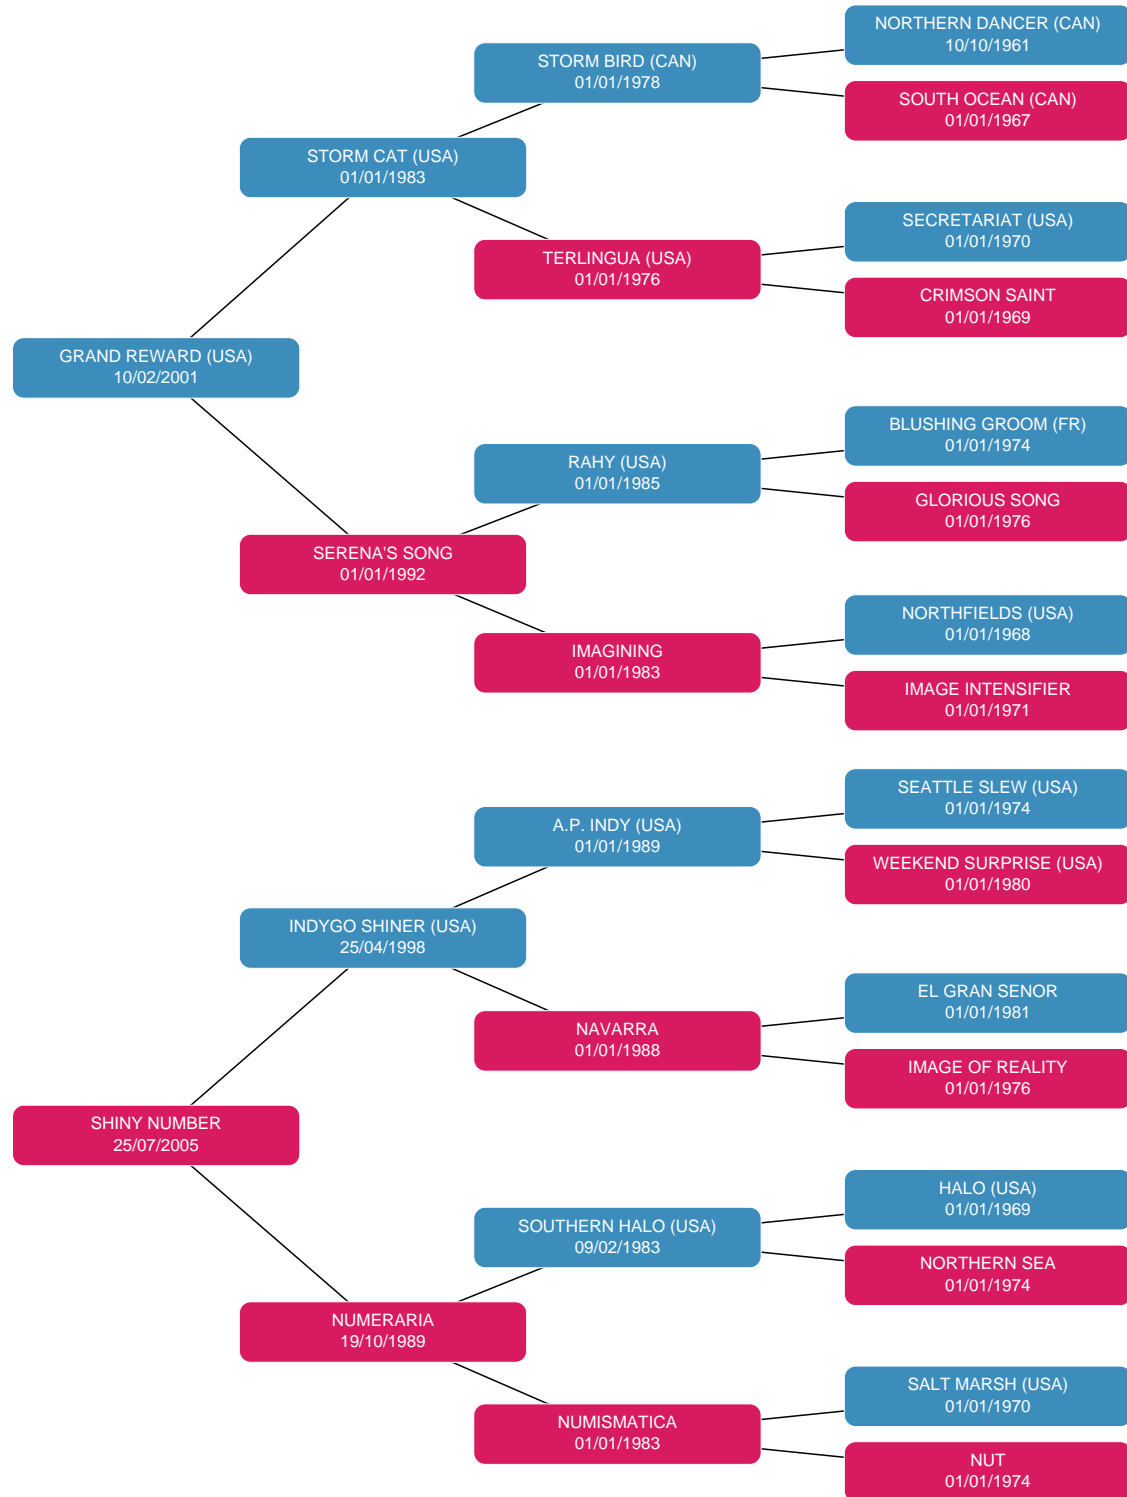 NORTHERN DANCER (CAN)
10/10/1961
STORM BIRD (CAN)
01/01/1978
SOUTH OCEAN (CAN)
01/01/1967
STORM CAT (USA)
01/01/1983
SECRETARIAT (USA)
01/01/1970
TERLINGUA (USA)
01/01/1976
CRIMSON SAINT
01/01/1969
GRAND REWARD (USA)
10/02/2001
BLUSHING GROOM (FR)
01/01/1974
RAHY (USA)
01/01/1985
GLORIOUS SONG
01/01/1976
SERENA'S SONG
01/01/1992
NORTHFIELDS (USA)
01/01/1968
IMAGINING
01/01/1983
IMAGE INTENSIFIER
01/01/1971
SEATTLE SLEW (USA)
01/01/1974
A.P. INDY (USA)
01/01/1989
WEEKEND SURPRISE (USA)
01/01/1980
INDYGO SHINER (USA)
25/04/1998
EL GRAN SENOR
01/01/1981
NAVARRA
01/01/1988
IMAGE OF REALITY
01/01/1976
SHINY NUMBER
25/07/2005
HALO (USA)
01/01/1969
SOUTHERN HALO (USA)
09/02/1983
NORTHERN SEA
01/01/1974
NUMERARIA
19/10/1989
SALT MARSH (USA)
01/01/1970
NUMISMATICA
01/01/1983
NUT
01/01/1974